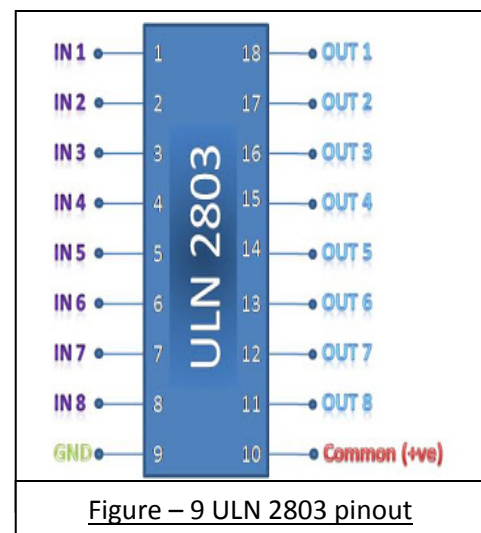 IN 1 1 18 OUT 1
IN 2 2 17 OUT 2
IN 3 3 16 OUT 3
IN 4 4 15 OUT 4
IN 5 5 14 OUT 5
IN 6 6 13 OUT 6
IN 7 7 12 OUT 7
IN 8 8 11 OUT 8
GND 9 10 Common (+ve)
ULN 2803
Figure – 9 ULN 2803 pinout